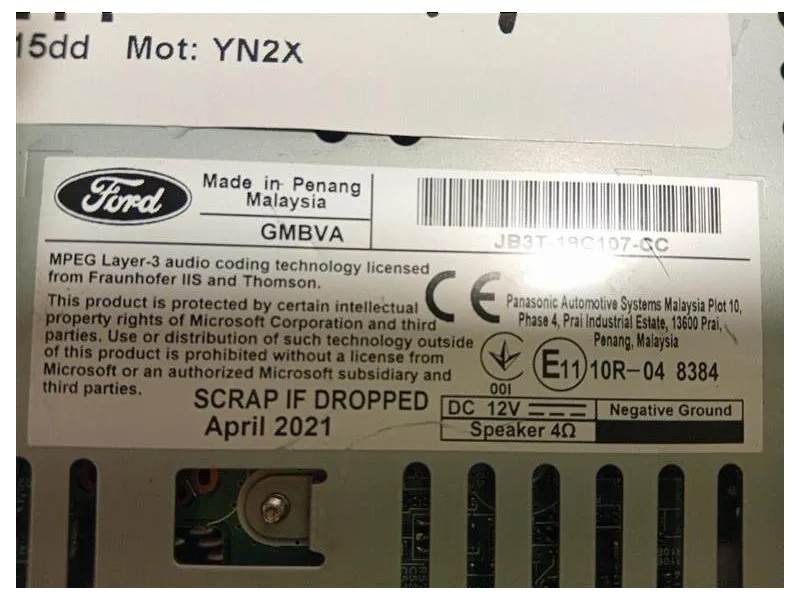 15dd Mot: YN2X
Ford
Made in Penang
Malaysia
GMBVA
JB3T-19C107-CC
MPEG Layer-3 audio coding technology licensed
from Fraunhofer IIS and Thomson.
This product is protected by certain intellectual
property rights of Microsoft Corporation and third
parties. Use or distribution of such technology outside
of this product is prohibited without a license from
Microsoft or an authorized Microsoft subsidiary and
third parties.
CE
Panasonic Automotive Systems Malaysia Plot 10,
Phase 4, Prai Industrial Estate, 13600 Prai,
Penang, Malaysia
001
E11 10R-04 8384
SCRAP IF DROPPED
April 2021
DC 12V
Negative Ground
Speaker 4Ω